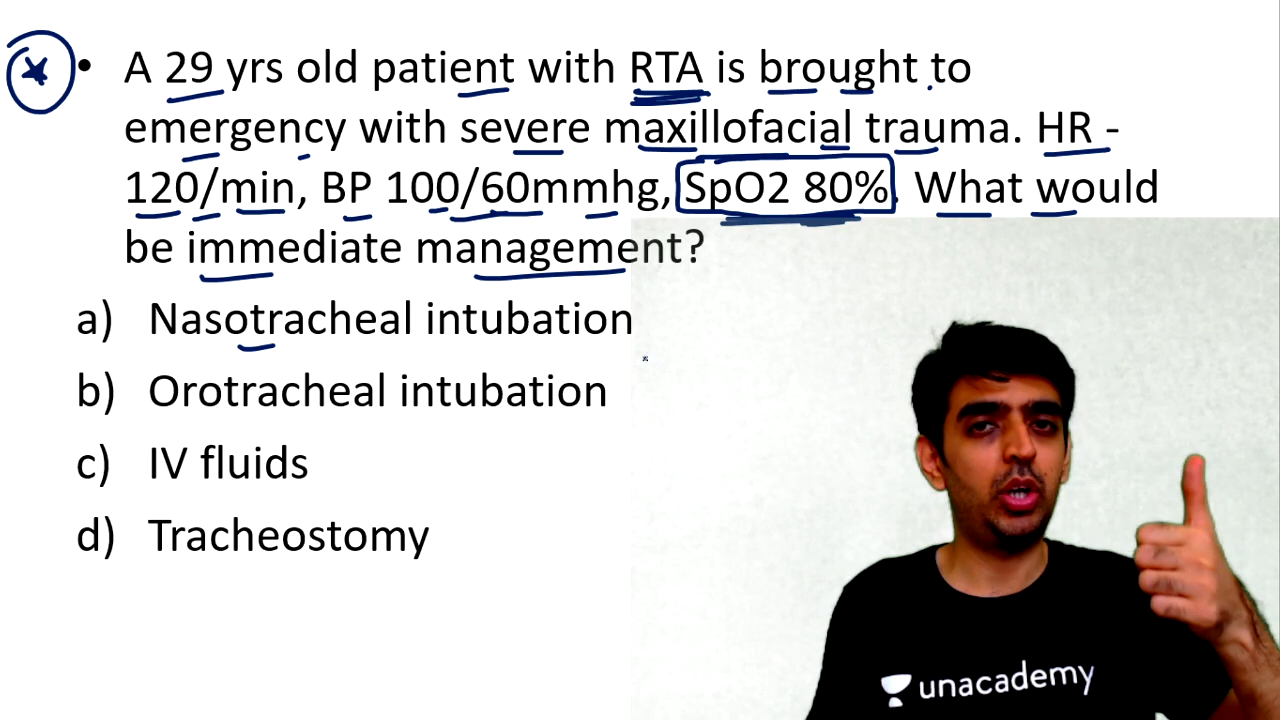 • A 29 yrs old patient with RTA is brought to
emergency with severe maxillofacial trauma. HR -
120/min, BP 100/60mmhg, SpO2 80%. What would
be immediate management?
a) Nasotracheal intubation
b) Orotracheal intubation
c) IV fluids
d) Tracheostomy
unacademy